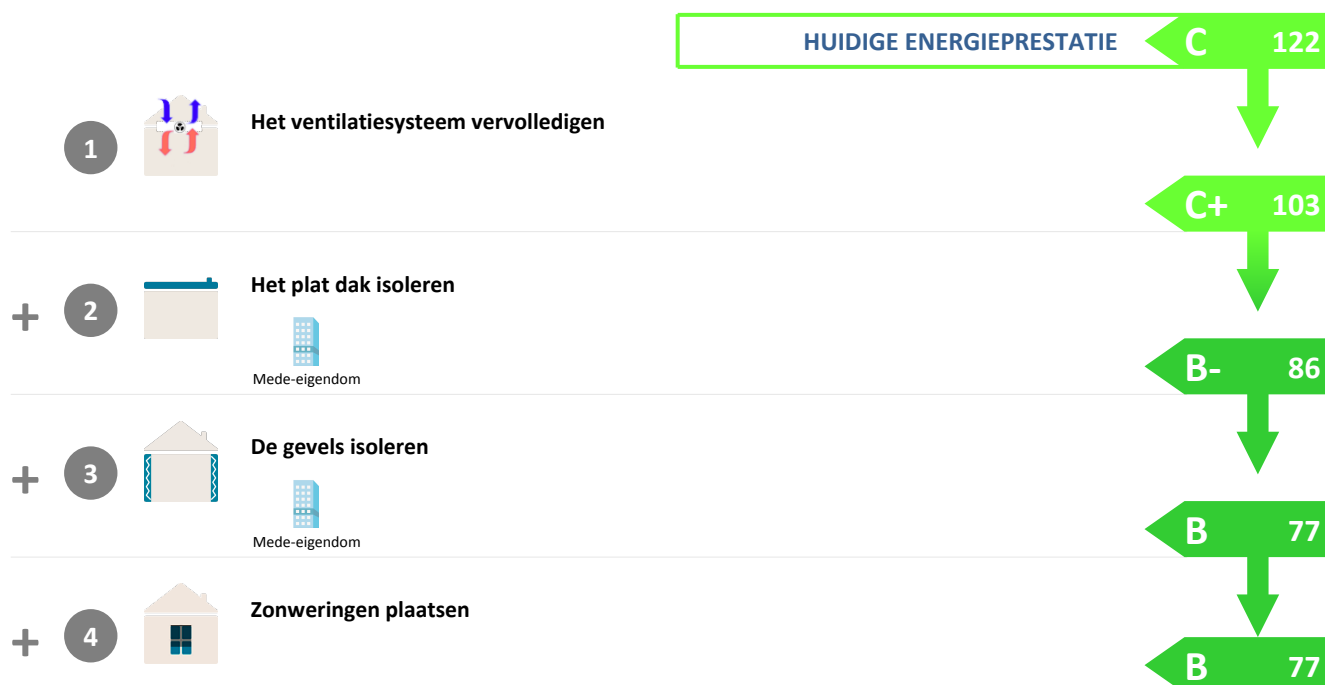 HUIDIGE ENERGIEPRESTATIE C 122
1 Het ventilatiesysteem vervolledigen
C+ 103
+ 2 Het plat dak isoleren
Mede-eigendom
B- 86
+ 3 De gevels isoleren
Mede-eigendom
B 77
+ 4 Zonweringen plaatsen
B 77